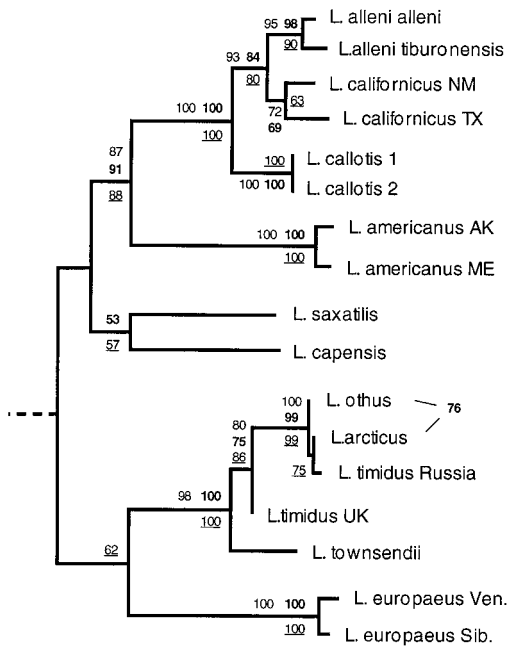 95 98
L. alleni alleni
90
L.alleni tiburonensis
93 84
80
L. californicus NM
63
72
69
L. californicus TX
100 100
100
100
L. callotis 1
100 100
L. callotis 2
87
91
88
100 100
L. americanus AK
100
L. americanus ME
53
L. saxatilis
57
L. capensis
100
L. othus
76
99
L.arcticus
99
80
75
86
75
L. timidus Russia
98 100
100
L.timidus UK
L. townsendii
62
100 100
L. europaeus Ven.
100
L. europaeus Sib.